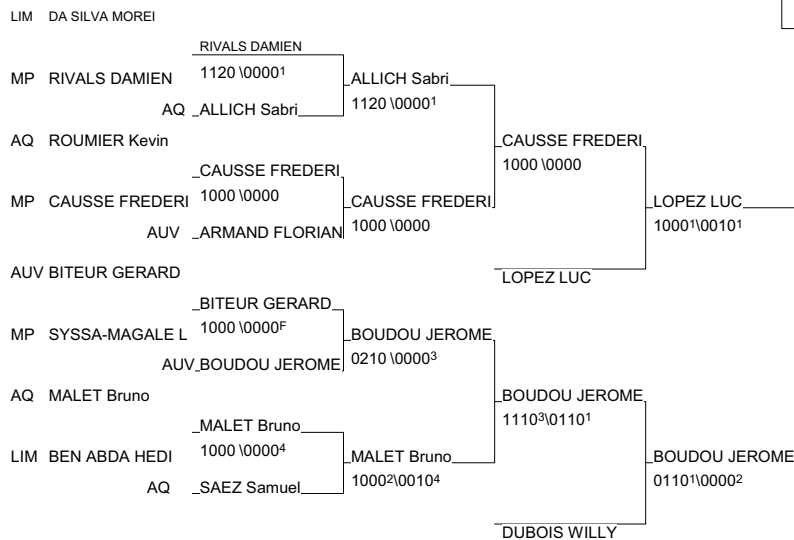 LIM DA SILVA MOREI
RIVALS DAMIEN
MP RIVALS DAMIEN 1120 \0000¹ ALLICH Sabri
AQ ALLICH Sabri 1120 \0000¹
AQ ROUMIER Kevin CAUSSE FREDERI
CAUSSE FREDERI 1000 \0000
MP CAUSSE FREDERI 1000 \0000 CAUSSE FREDERI LOPEZ LUC
AUV ARMAND FLORIAN 1000 \0000 1000¹\0010¹
AUV BITEUR GERARD LOPEZ LUC
BITEUR GERARD
MP SYSSA-MAGALE L 1000 \0000F BOUDOU JEROME
AUV BOUDOU JEROME 0210 \0000³
AQ MALET Bruno BOUDOU JEROME
MALET Bruno 1110³\0110¹
LIM BEN ABDA HEDI 1000 \0000⁴ MALET Bruno BOUDOU JEROME
AQ SAEZ Samuel 1000²\0010⁴ 0110¹\0000²
DUBOIS WILLY